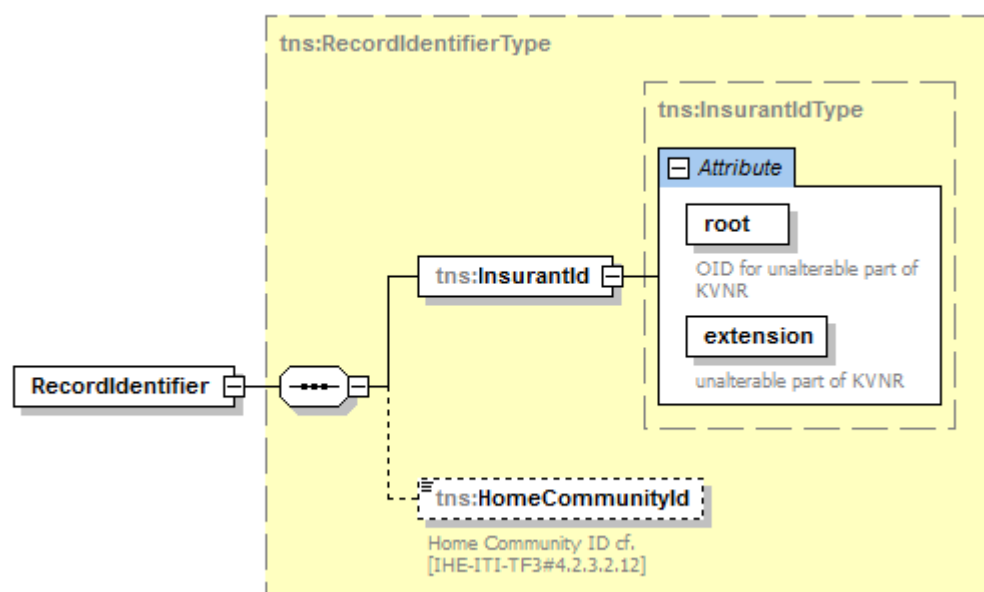 tns:RecordIdentifierType
tns:InsurantIdType
Attribute
root
OID for unalterable part of
KVNR
tns:InsurantId
extension
unalterable part of KVNR
RecordIdentifier
tns:HomeCommunityId
Home Community ID cf.
[IHE-ITI-TF3#4.2.3.2.12]